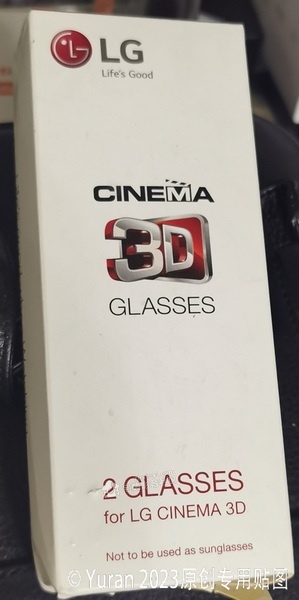 LG
Life's Good
CINEMA
3D
GLASSES
2 GLASSES
for LG CINEMA 3D
Not to be used as sunglasses
© Yuran 2023原创专用贴图